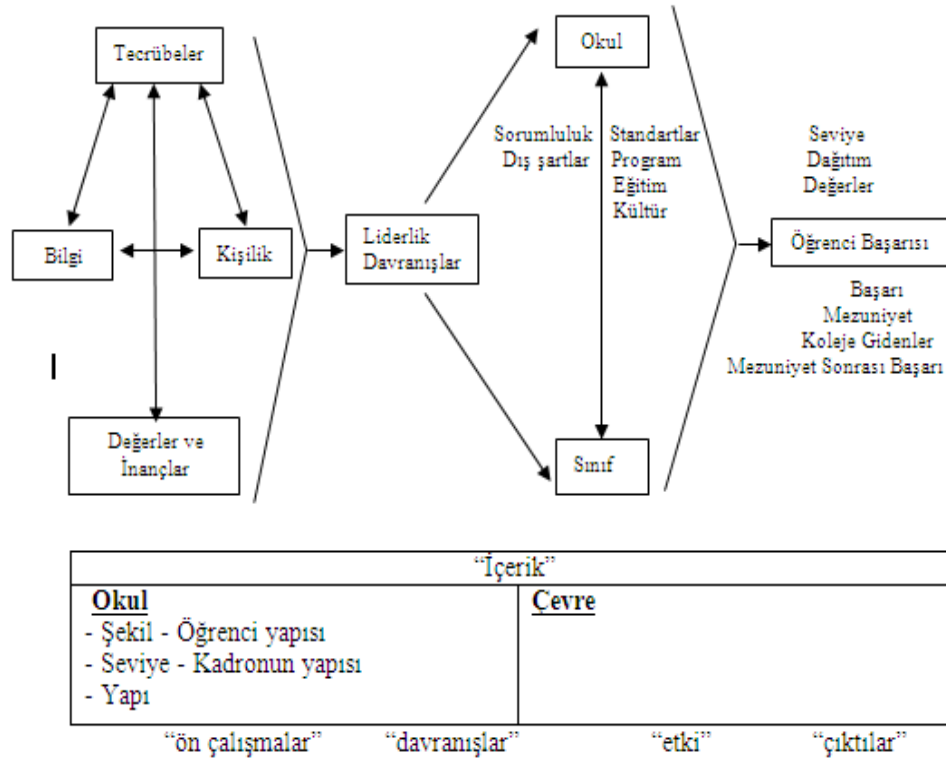 Tecrübeler
Bilgi
Kişilik
Değerler ve
İnançlar
Liderlik
Davranışlar
Okul
Sorumluluk
Dış şartlar
Standartlar
Program
Eğitim
Kültür
Sınıf
Seviye
Dağıtım
Değerler
Öğrenci Başarısı
Başarı
Mezuniyet
Koleje Gidenler
Mezuniyet Sonrası Başarı
“İçerik”
Okul
- Şekil - Öğrenci yapısı
- Seviye - Kadronun yapısı
- Yapı
Çevre
“ön çalışmalar” “davranışlar” “etki” “çıktılar”